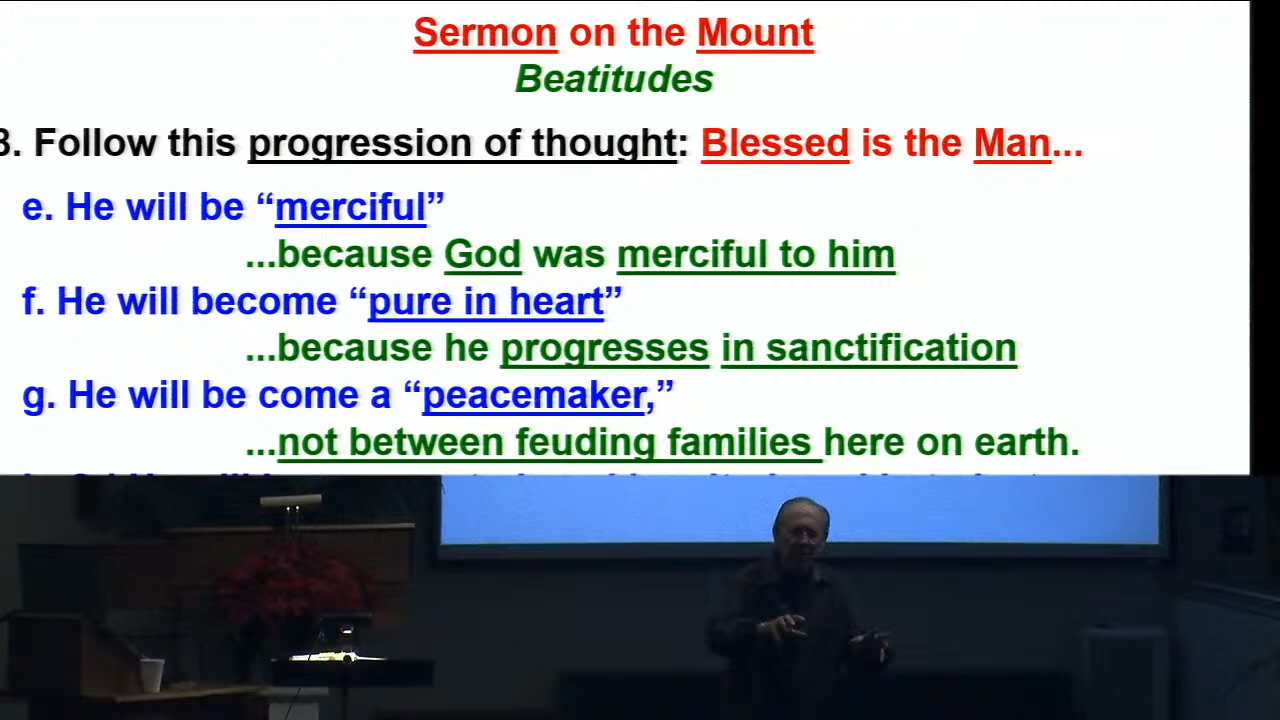 Sermon on the Mount
Beatitudes
8. Follow this progression of thought: Blessed is the Man...
e. He will be “merciful”
...because God was merciful to him
f. He will become “pure in heart”
...because he progresses in sanctification
g. He will be come a “peacemaker,”
...not between feuding families here on earth.